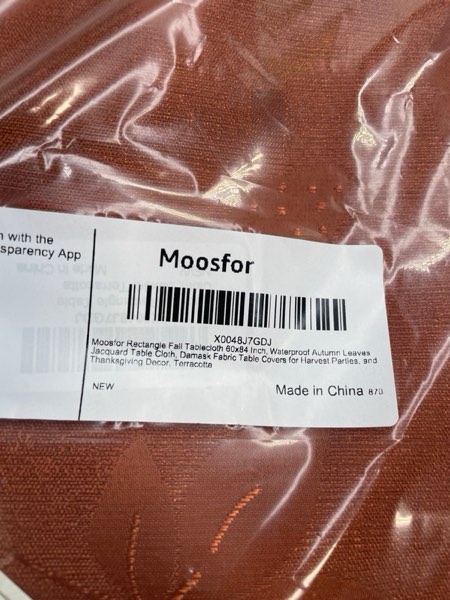 n with the
sparency App
Moosfor
X0048J7GDJ
Moosfor Rectangle Fall Tablecloth 60x84 Inch, Waterproof Autumn Leaves
Jacquard Table Cloth, Damask Fabric Table Covers for Harvest Parties, and
Thanksgiving Decor, Terracotta
NEW
Made in China 870